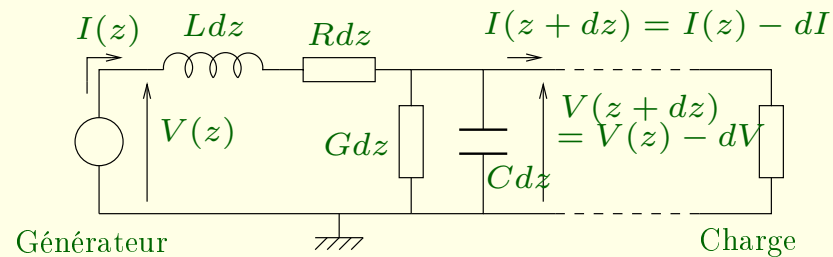 I(z)
Ldz
Rdz
I(z + dz) = I(z) − dI
V(z)
Gdz
Cdz
V(z + dz)
= V(z) − dV
Générateur
Charge